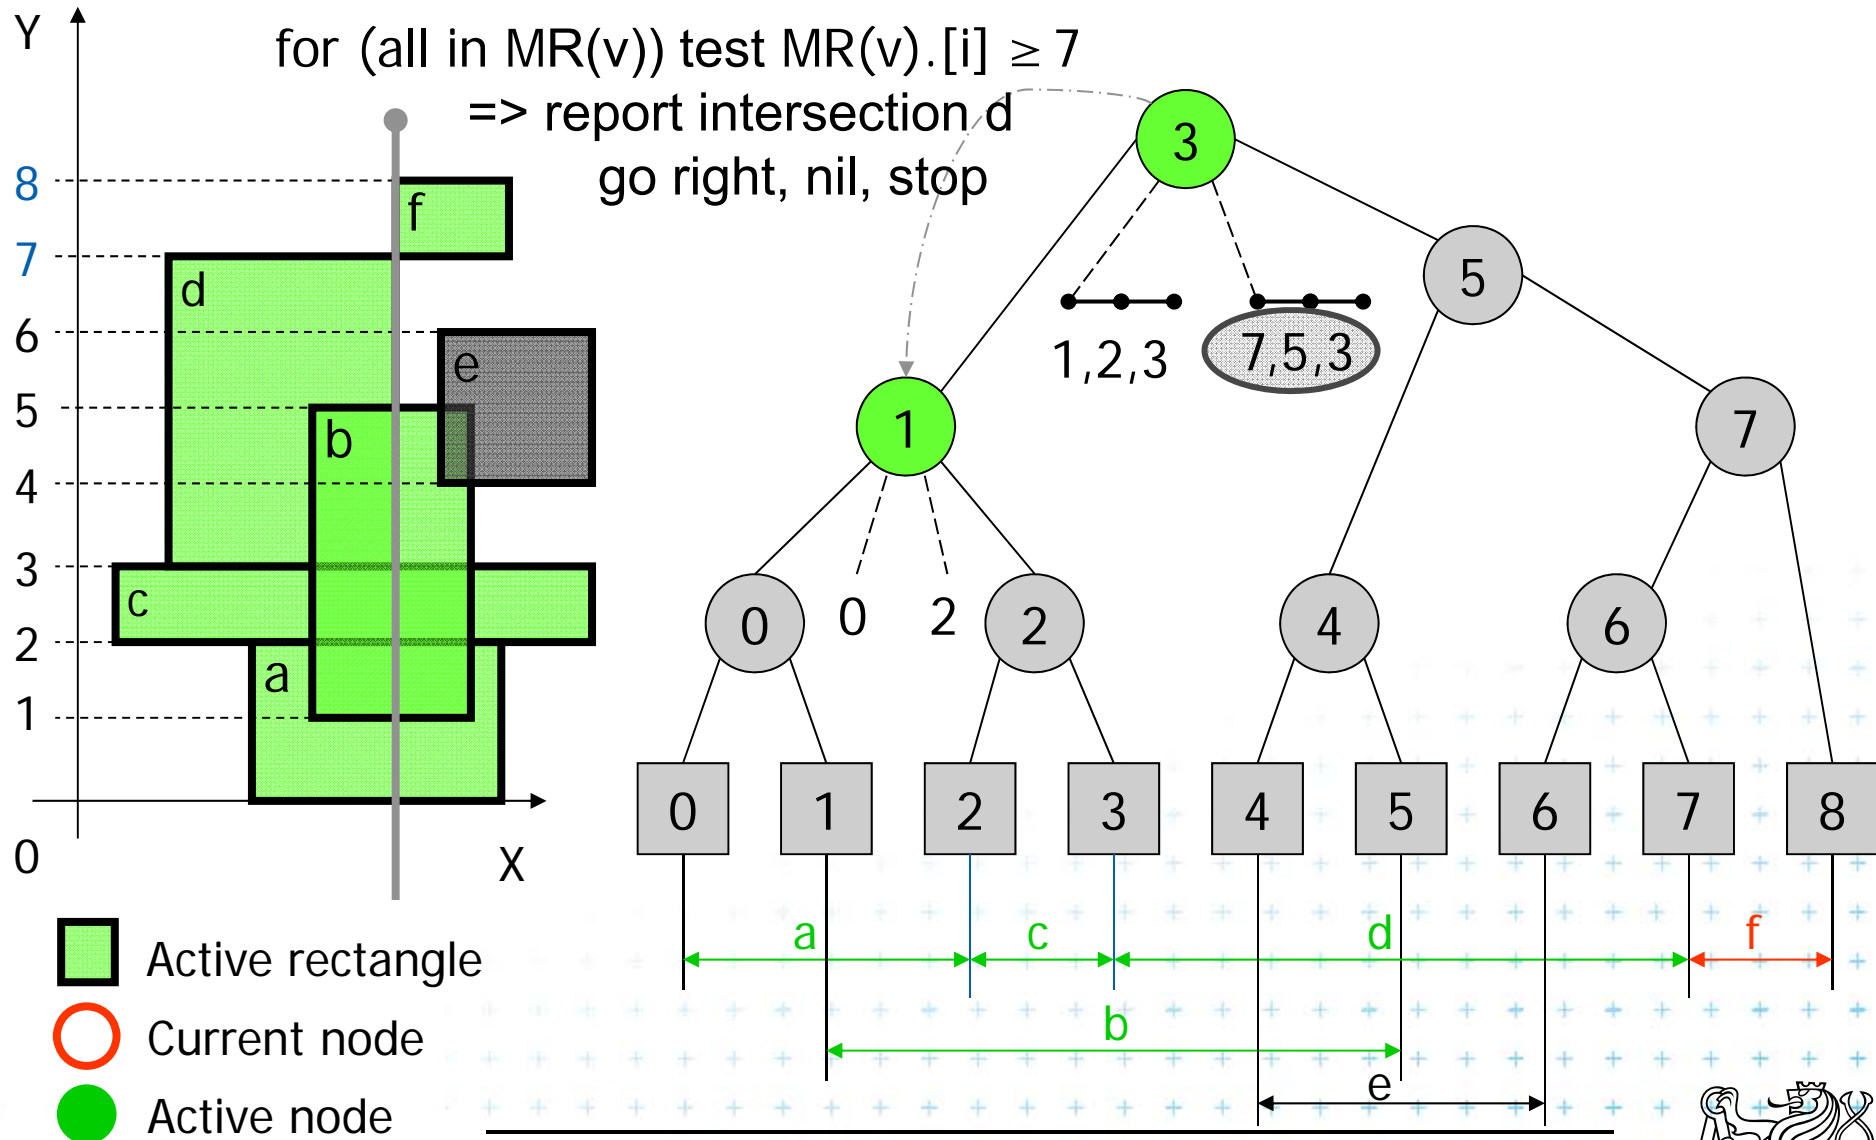 Y
for (all in MR(v)) test MR(v).[i] ≥ 7
=> report intersection d
go right, nil, stop
8
7
6
5
4
3
2
1
0
X
f
d
e
b
c
a
3
5
1,2,3
7,5,3
1
7
0
0
2
2
4
6
0
1
2
3
4
5
6
7
8
a
c
d
f
b
e
Active rectangle
Current node
Active node